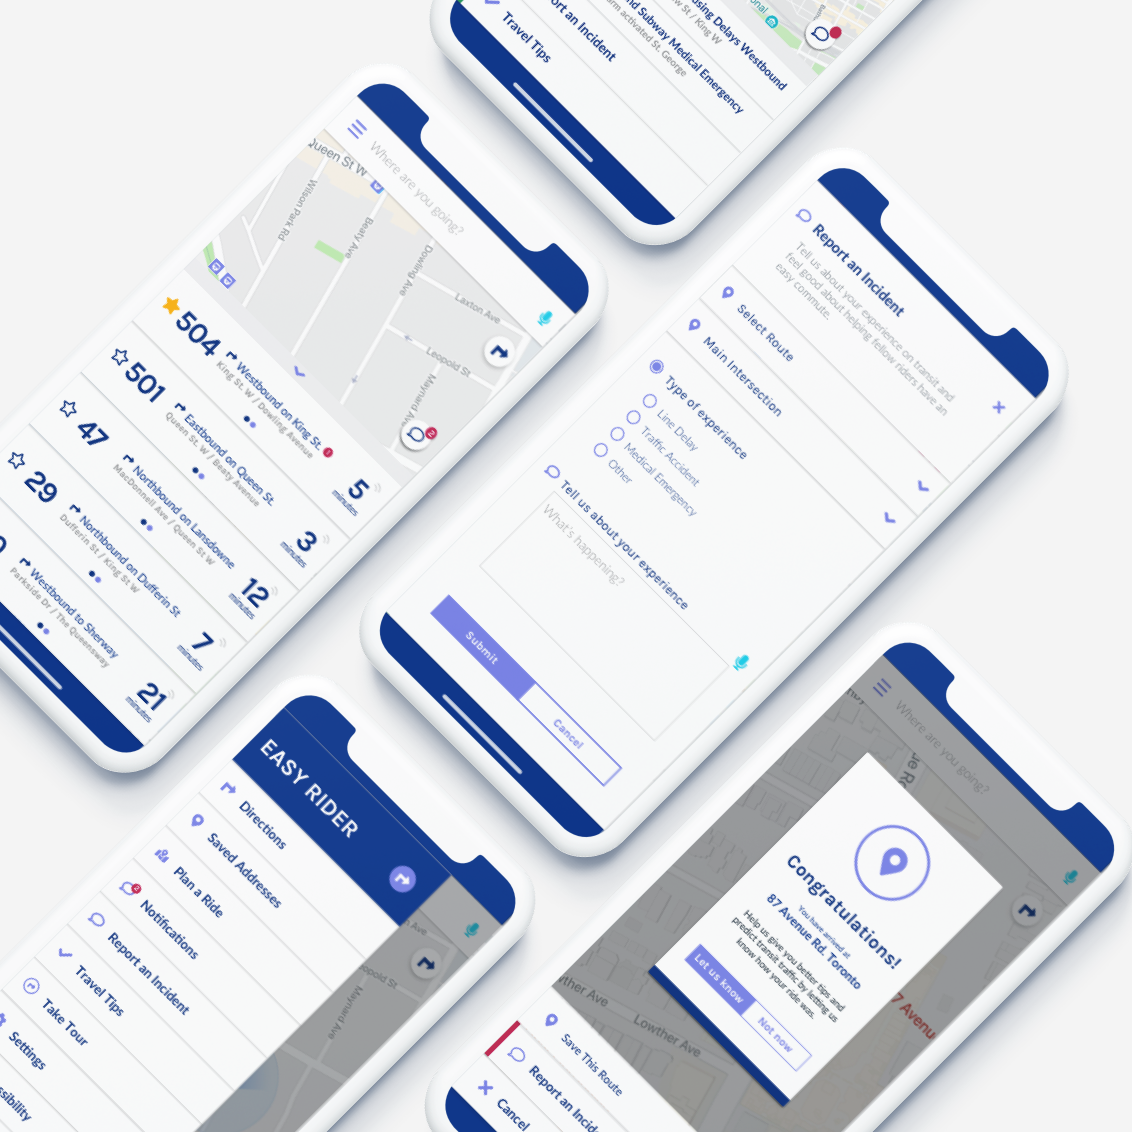 using Delays Westbound
w St / King W
nd Subway Medical Emergency
rm activated St. George
ort an Incident
Travel Tips
Where are you going?
Queen St W
Wilson Park Rd
Beaty Ave
Dowling Ave
Laxton Ave
Leopold St
Maynard Ave
2
504
Westbound on King St.
King St. W / Dowling Avenue
5
minutes
501
Eastbound on Queen St.
Queen St. W / Beaty Avenue
3
minutes
47
Northbound on Lansdowne
MacDonnell Ave / Queen St W
12
minutes
29
Northbound on Dufferin St
Dufferin St / King St W
7
minutes
Westbound to Sherway
Parkside Dr / The Queensway
21
minutes
Report an Incident
Tell us about your experience on transit and
feel good about helping fellow riders have an
easy commute.
Select Route
Main Intersection
Type of experience
Line Delay
Traffic Accident
Medical Emergency
Other
Tell us about your experience
What's happening?
Submit
Cancel
EASY RIDER
Directions
Saved Addresses
Plan a Ride
Notifications
Report an Incident
Travel Tips
Take Tour
Settings
sibility
n Ave
opold St
Maynard Ave
Where are you going?
Congratulations!
You have arrived at
87 Avenue Rd. Toronto
Help us give you better tips and
predict transit traffic by letting us
know how your ride was.
Let us know
Not now
7 Avenu
wther Ave
Lowther Ave
Save This Route
Report an Incid
Cancel